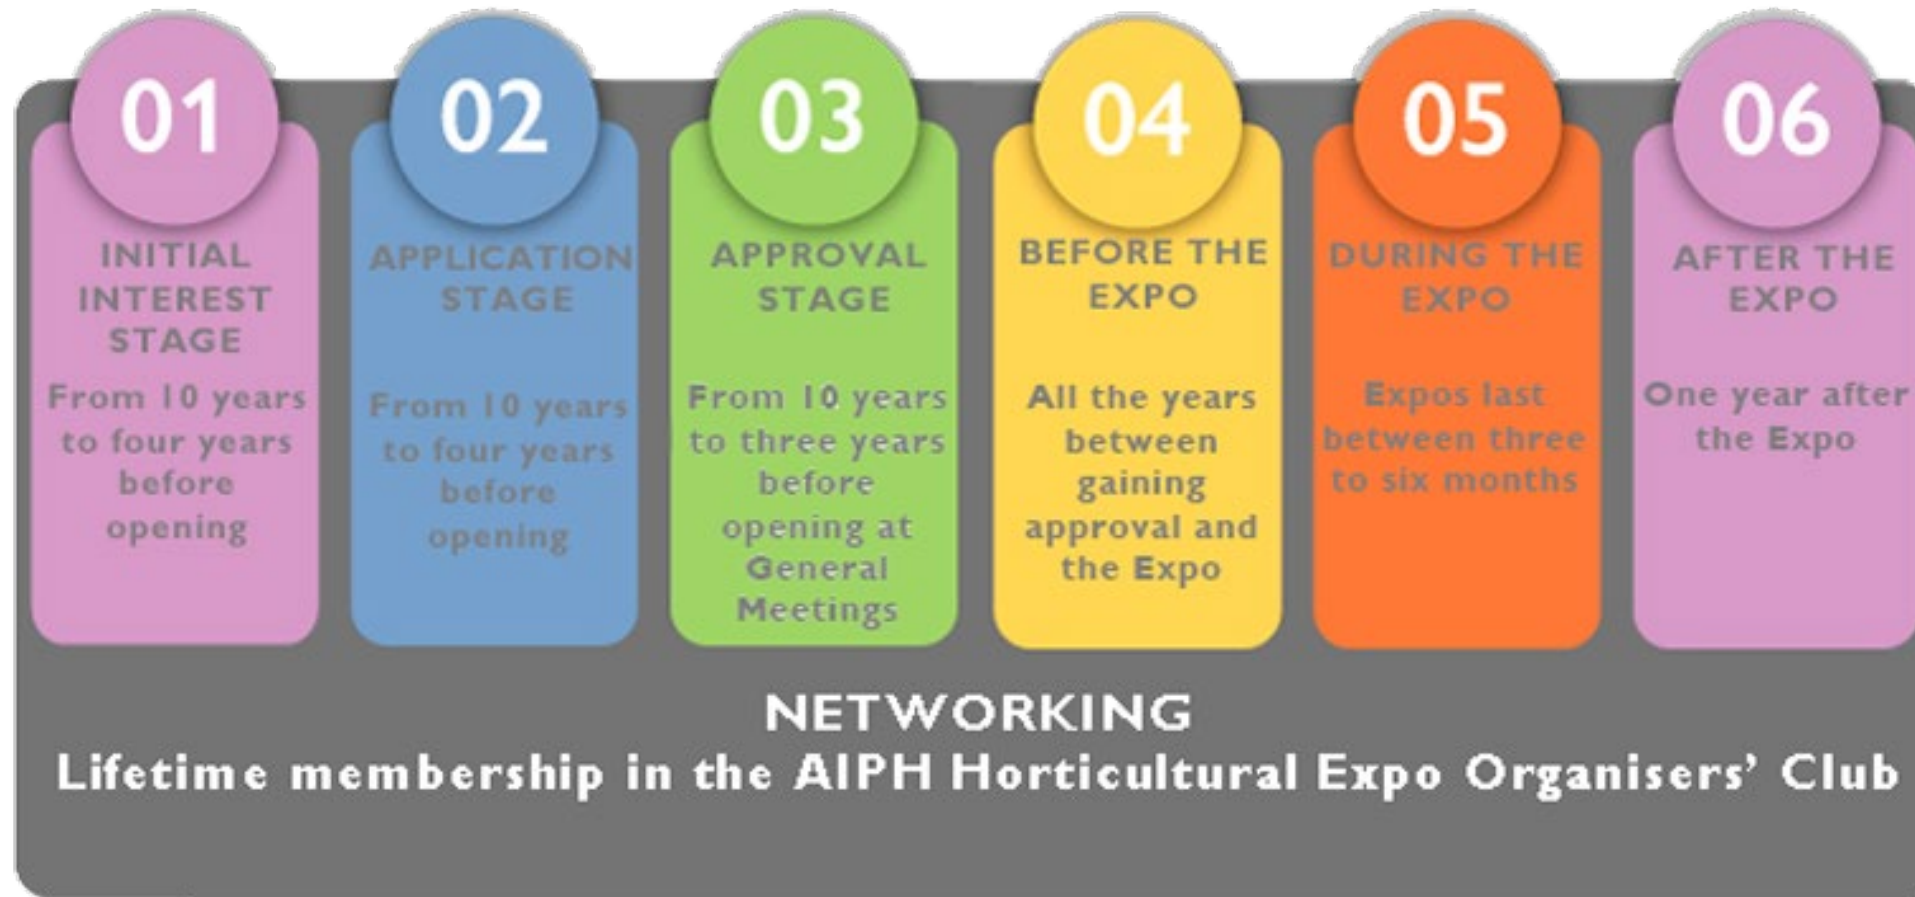 01
INITIAL
INTEREST
STAGE
From 10 years
to four years
before
opening
02
APPLICATION
STAGE
From 10 years
to four years
before
opening
03
APPROVAL
STAGE
From 10 years
to three years
before
opening at
General
Meetings
04
BEFORE THE
EXPO
All the years
between
gaining
approval and
the Expo
05
DURING THE
EXPO
Expos last
between three
to six months
06
AFTER THE
EXPO
One year after
the Expo
NETWORKING
Lifetime membership in the AIPH Horticultural Expo Organisers’ Club